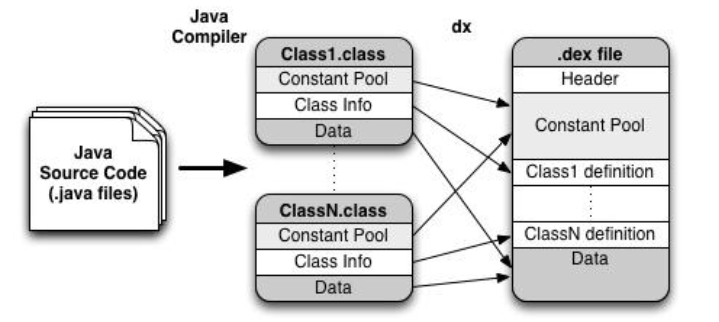 Java
Compiler
dx
Java
Source Code
(.java files)
Class1.class
Constant Pool
Class Info
Data
ClassN.class
Constant Pool
Class Info
Data
.dex file
Header
Constant Pool
Class1 definition
ClassN definition
Data